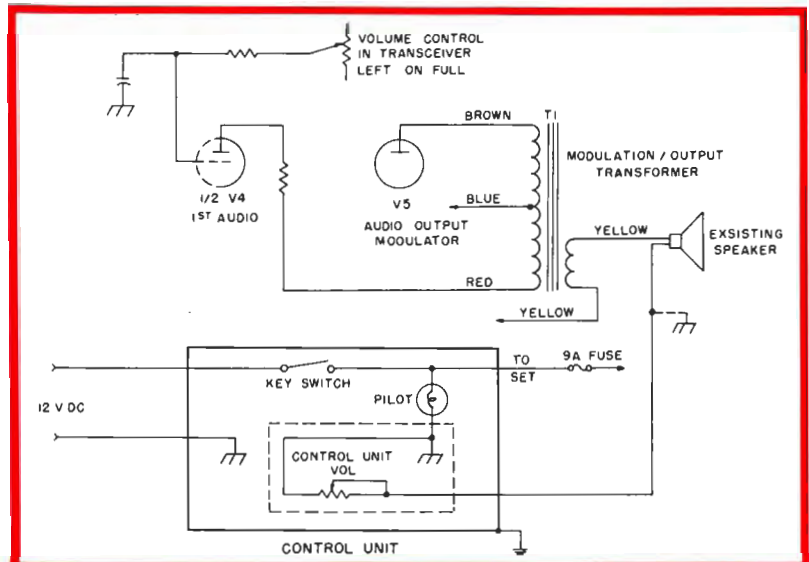 VOLUME CONTROL
IN TRANSCEIVER
LEFT ON FULL
BROWN
T1
MODULATION / OUTPUT
TRANSFORMER
1/2 V4
1ST AUDIO
V5
AUDIO OUTPUT
MODULATOR
BLUE
YELLOW
EXSISTING
SPEAKER
RED
YELLOW
KEY SWITCH
TO
SET
9A FUSE
PILOT
12 V DC
CONTROL UNIT
VOL
CONTROL UNIT